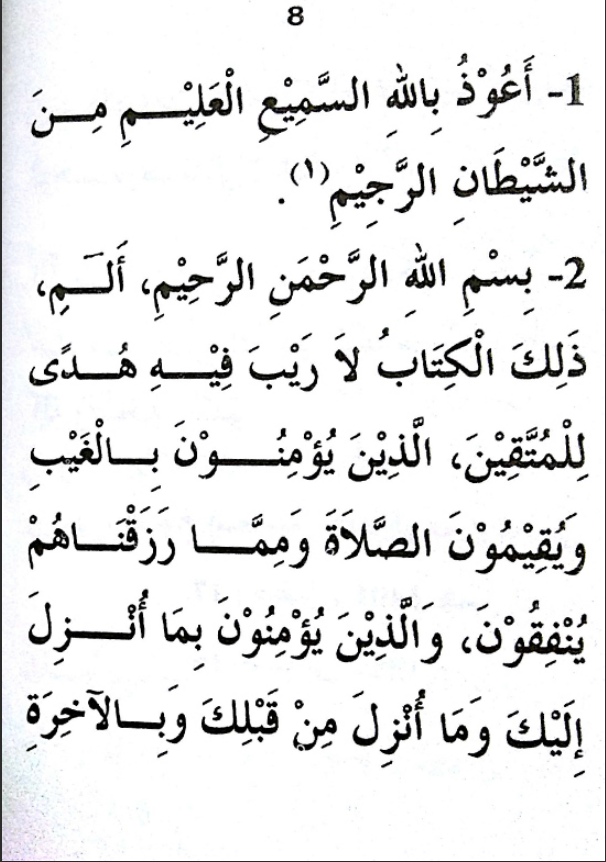 8
1- أَعُوْذُ بِاللهِ السَّمِيْعِ الْعَلِيْمِ مِنَ
الشَّيْطَانِ الرَّجِيْمِ(١).
2- بِسْمِ اللهِ الرَّحْمَنِ الرَّحِيْمِ، أَلَـمِ،
ذَلِكَ الْكِتَابُ لاَ رَيْبَ فِيْهِ هُدًى
لِلْمُتَّقِيْنَ، الَّذِيْنَ يُؤْمِنُوْنَ بِالْغَيْبِ
وَيُقِيْمُوْنَ الصَّلاَةَ وَمِمَّا رَزَقْنَاهُمْ
يُنْفِقُوْنَ، وَالَّذِيْنَ يُؤْمِنُوْنَ بِمَا أُنْزِلَ
إِلَيْكَ وَمَا أُنْزِلَ مِنْ قَبْلِكَ وَبِالآخِرَةِ